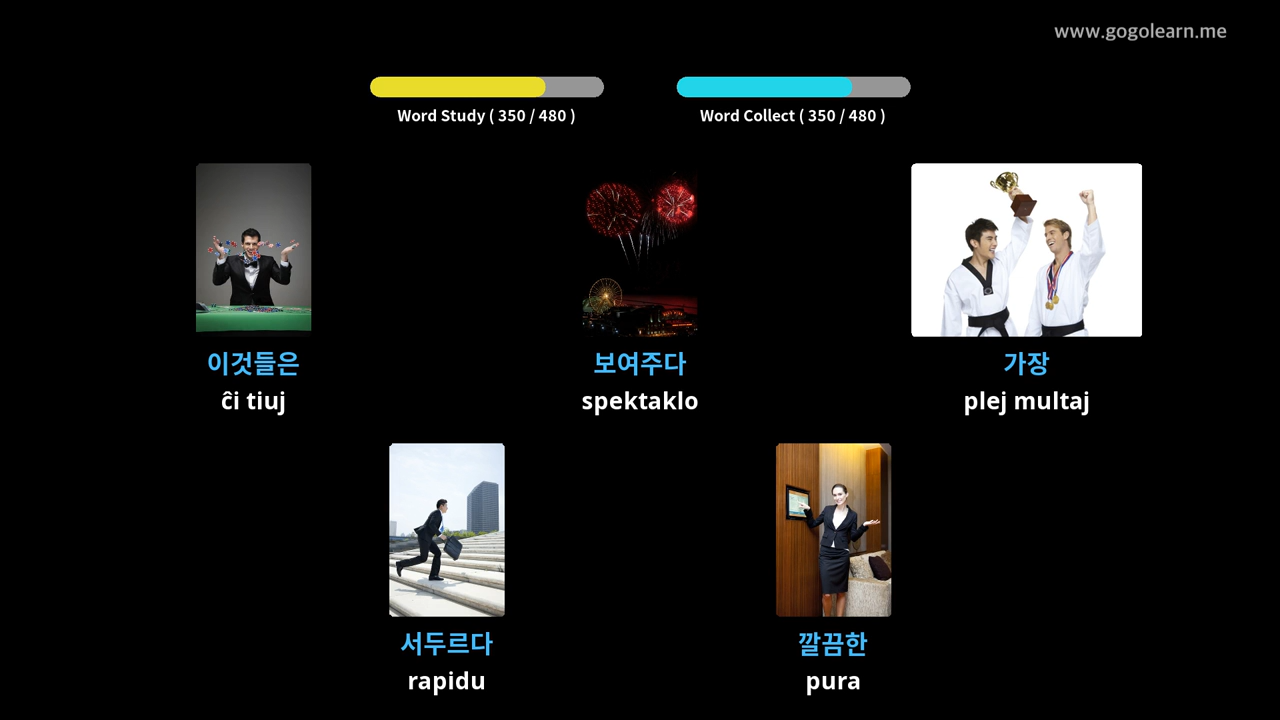 www.gogolearn.me
Word Study ( 350 / 480 )
Word Collect ( 350 / 480 )
이것들은
ĉi tiuj
보여주다
spektaklo
가장
plej multaj
서두르다
rapidu
깔끔한
pura